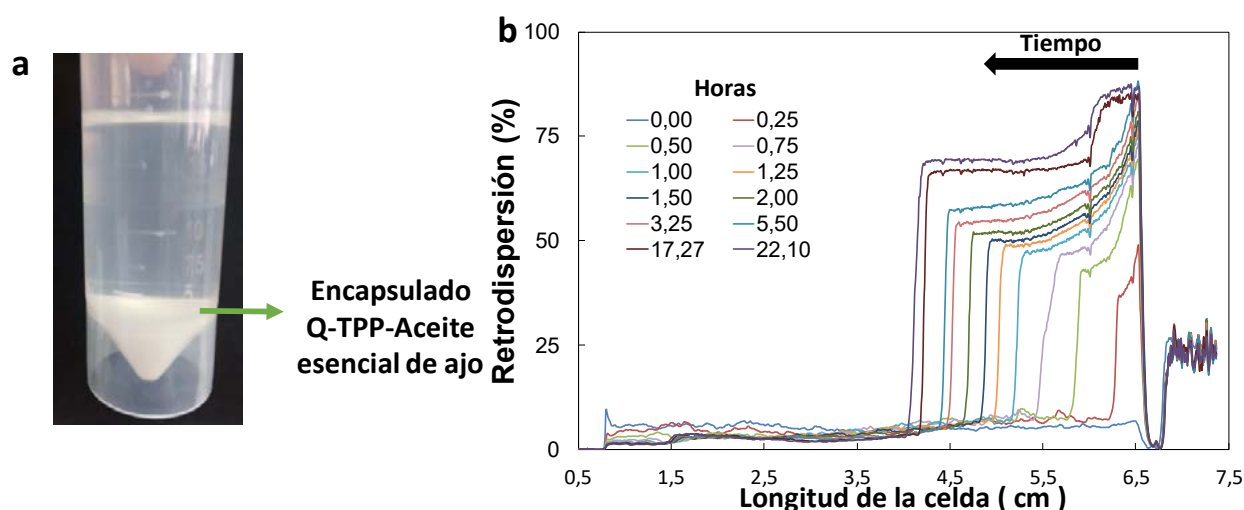 a
Encapsulado
Q-TPP-Aceite
esencial de ajo
b
Retrodispersión (%)
100
75
50
25
0
Tiempo
Horas
0,00 0,25
0,50 0,75
1,00 1,25
1,50 2,00
3,25 5,50
17,27 22,10
0,5 1,5 2,5 3,5 4,5 5,5 6,5 7,5
Longitud de la celda ( cm )